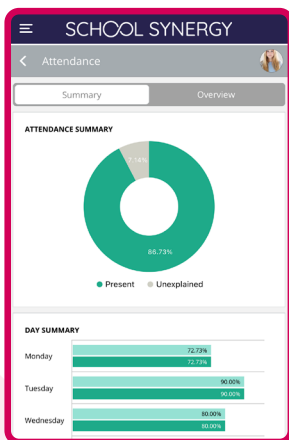 SCHOOL SYNERGY
Attendance
Summary Overview
ATTENDANCE SUMMARY
7.14%
86.73%
Present Unexplained
DAY SUMMARY
72.73%
Monday
72.73%
90.00%
Tuesday
90.00%
80.00%
Wednesday
80.00%